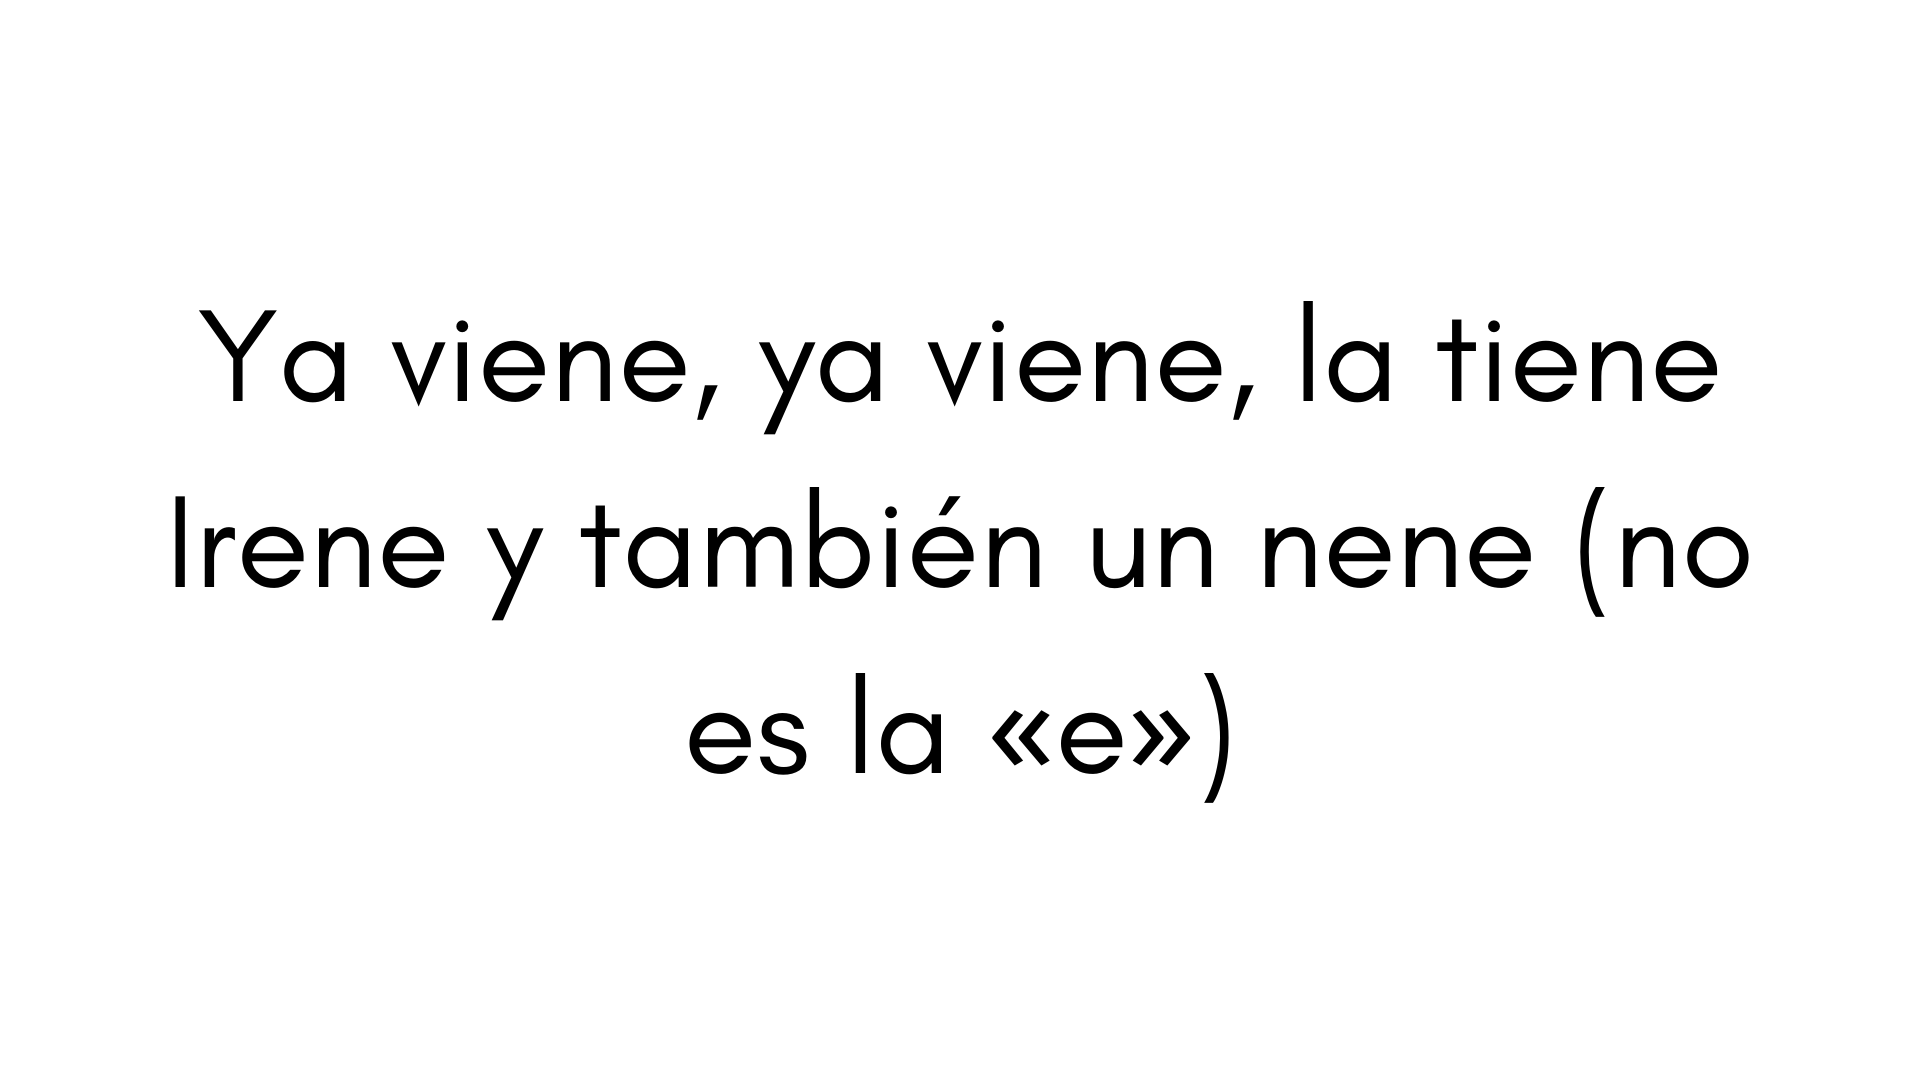 Ya viene, ya viene, la tiene
Irene y también un nene (no
es la «e»)